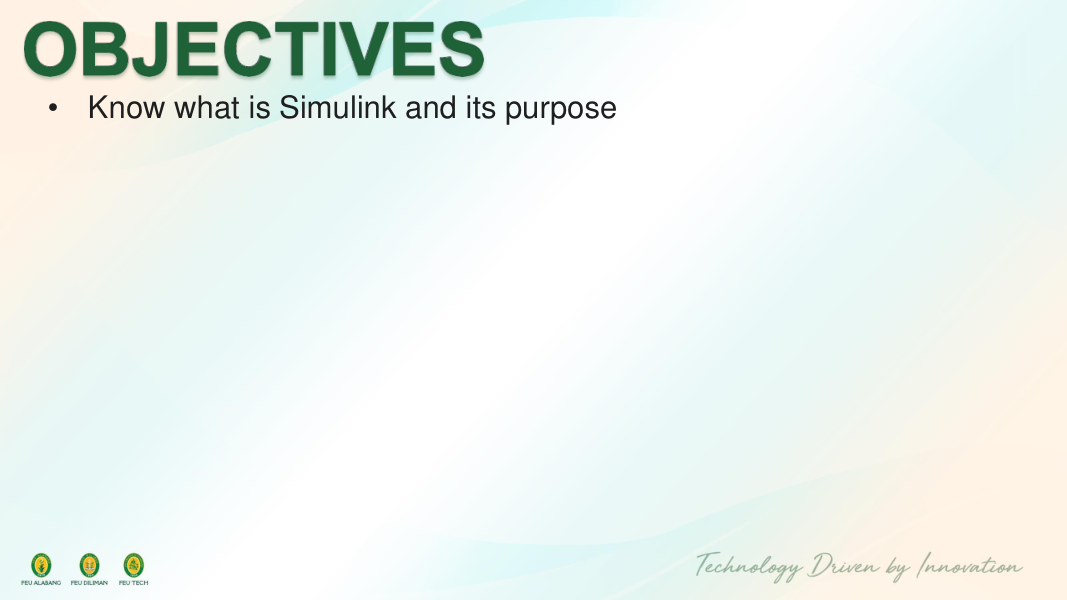 OBJECTIVES
• Know what is Simulink and its purpose
FEU ALABANG FEU DILIMAN FEU TECH
Technology Driven by Innovation